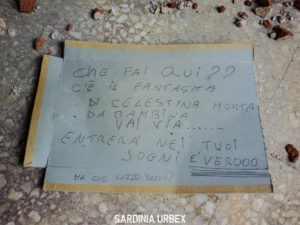 CHE FAI QUI??
C'È IL FANTASMA
DI CELESTINA MORTA
DA BAMBINA
VAI VIA......
ENTRERÀ NEI TUOI
SOGNI È VEROOO
MA CHE CAZZO DICI?
SARDINIA URBEX